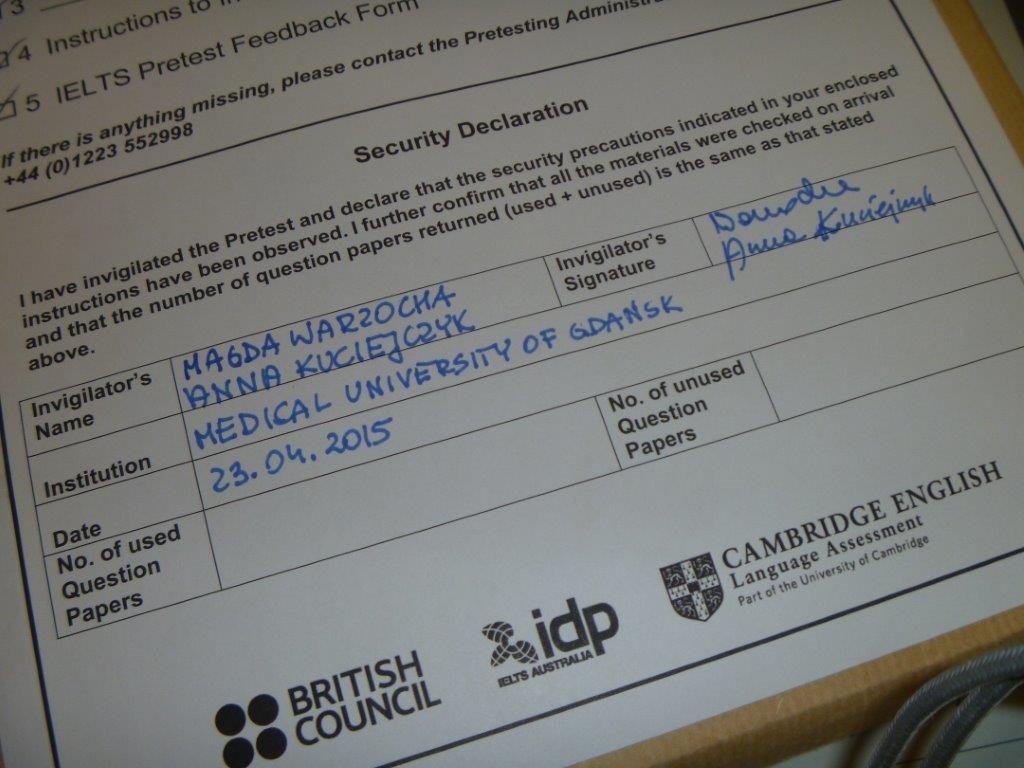 3
4 Instructions to
5 IELTS Pretest Feedback Form
If there is anything missing, please contact the Pretesting
+44 (0)1223 552998
Security Declaration
I have invigilated the Pretest and declare that the security precautions indicated in your enclosed
instructions have been observed. I further confirm that all the materials were checked on arrival
and that the number of question papers returned (used + unused) is the same as that stated
above.
Invigilator's
Name
MAGDA WARZOCHA
ANNA KUCIEJCZYK
Invigilator's
Signature
Anna Kuciejczyk
Institution
MEDICAL UNIVERSITY OF GDAŃSK
Date
23.04.2015
No. of used
Question
Papers
No. of unused
Question
Papers
BRITISH
COUNCIL
idp
IELTS AUSTRALIA
CAMBRIDGE ENGLISH
Language Assessment
Part of the University of Cambridge